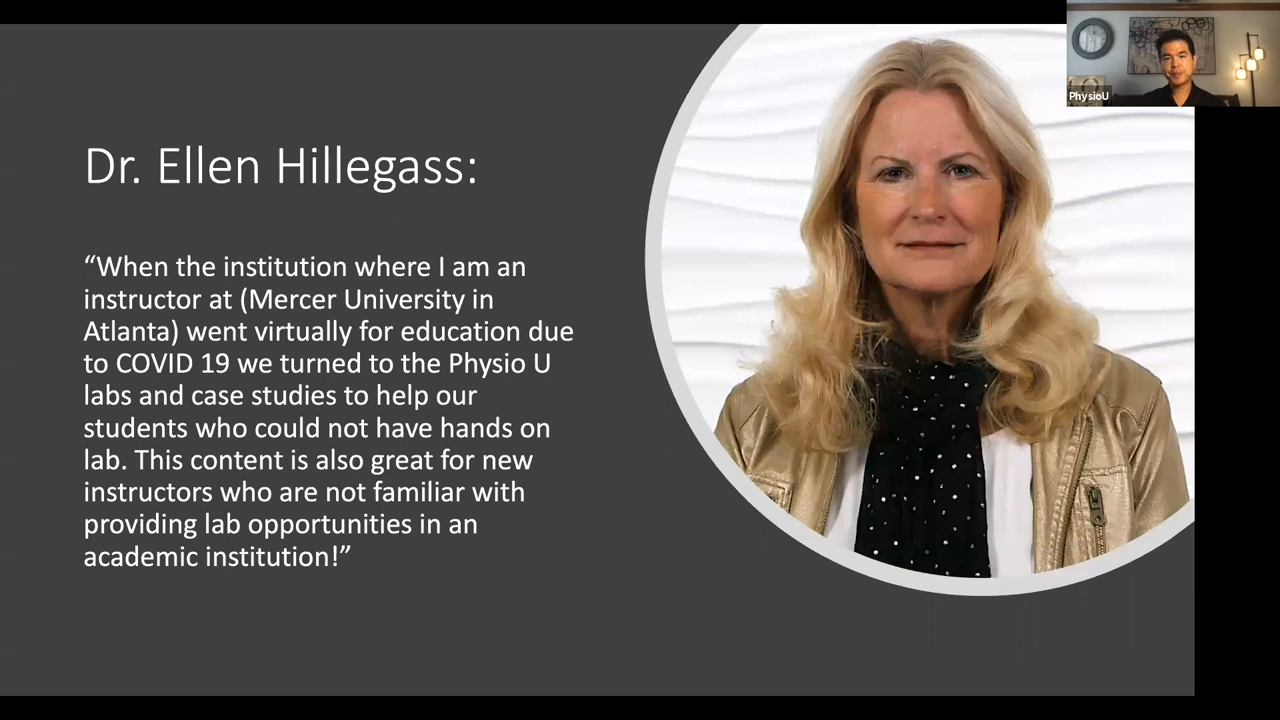 Dr. Ellen Hillegass:
“When the institution where I am an
instructor at (Mercer University in
Atlanta) went virtually for education due
to COVID 19 we turned to the Physio U
labs and case studies to help our
students who could not have hands on
lab. This content is also great for new
instructors who are not familiar with
providing lab opportunities in an
academic institution!”
PhysioU